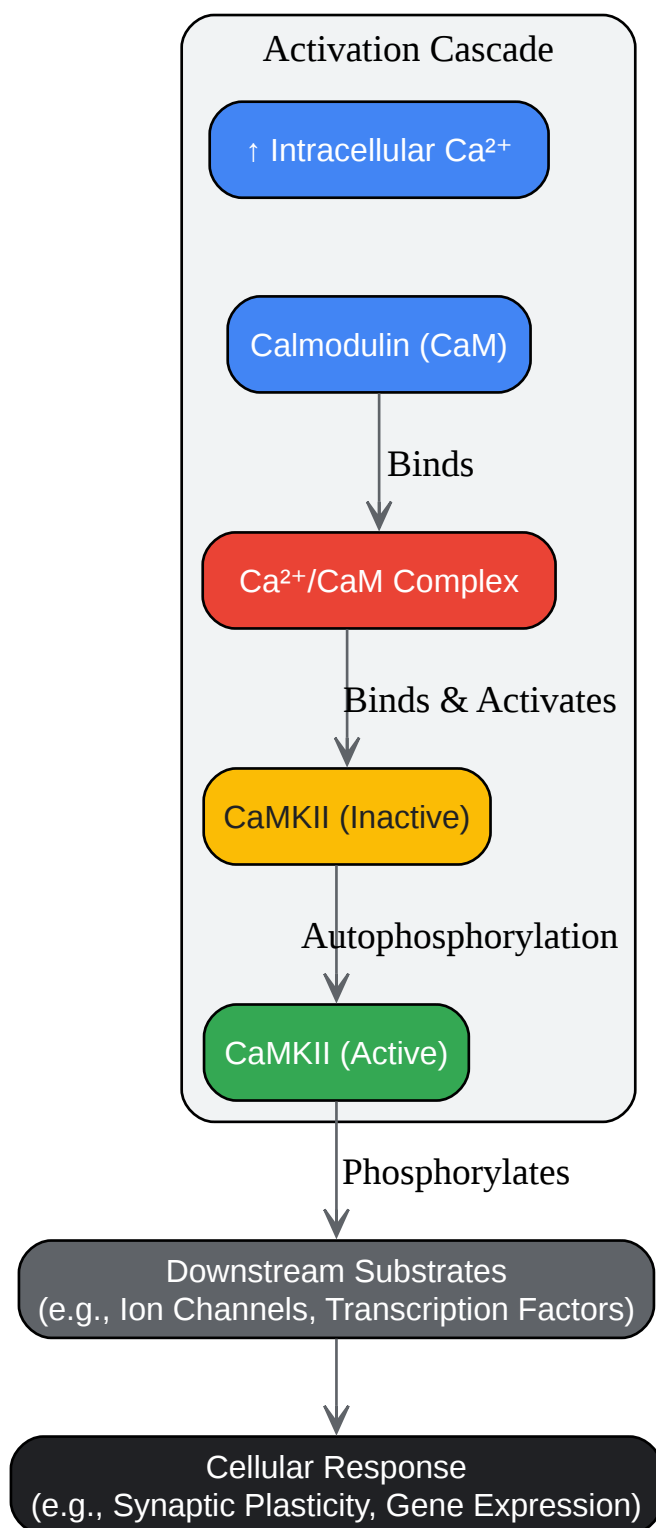 Activation Cascade
↑ Intracellular Ca²⁺
Calmodulin (CaM)
Binds
Ca²⁺/CaM Complex
Binds & Activates
CaMKII (Inactive)
Autophosphorylation
CaMKII (Active)
Phosphorylates
Downstream Substrates
(e.g., Ion Channels, Transcription Factors)
Cellular Response
(e.g., Synaptic Plasticity, Gene Expression)